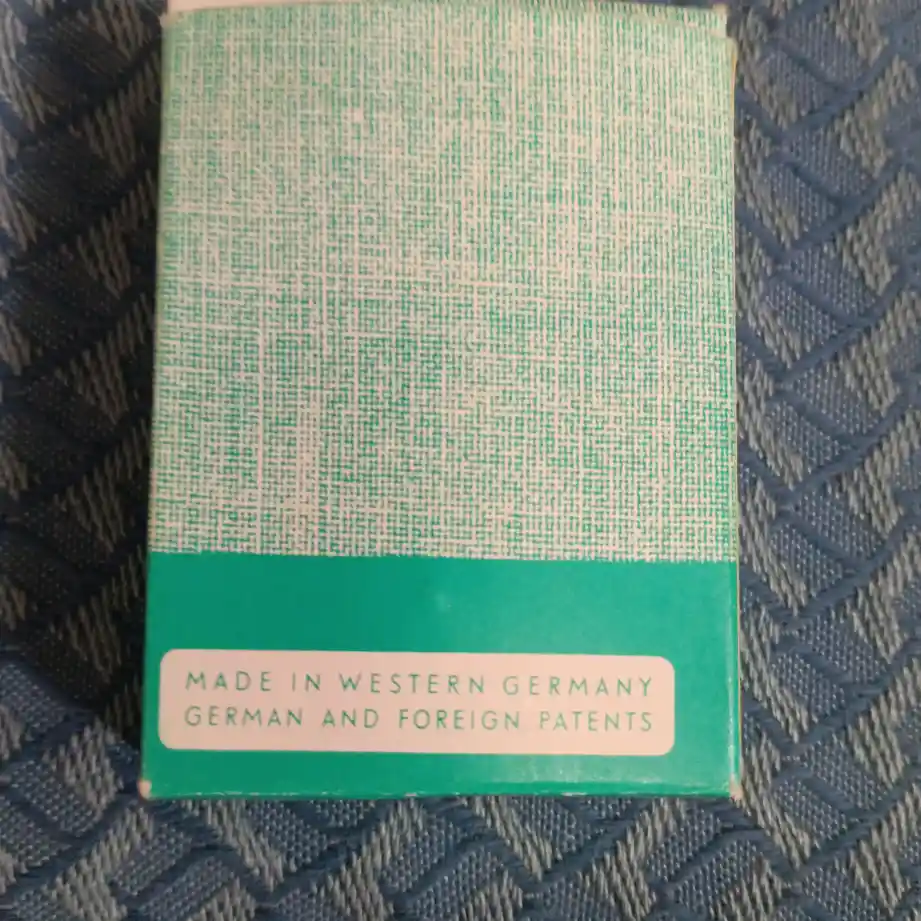 MADE IN WESTERN GERMANY
GERMAN AND FOREIGN PATENTS